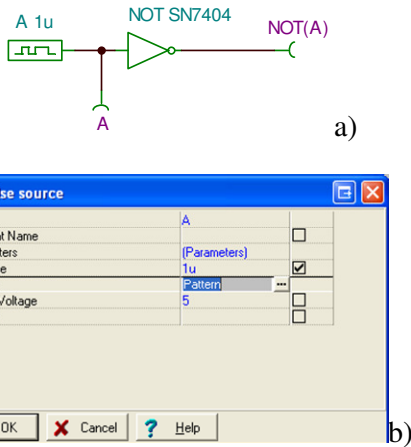 A 1u
NOT SN7404
NOT(A)
A
a)
se source
A
t Name
ters
(Parameters)
e
1u
Pattern ...
Voltage
5
OK
Cancel
? Help
b)